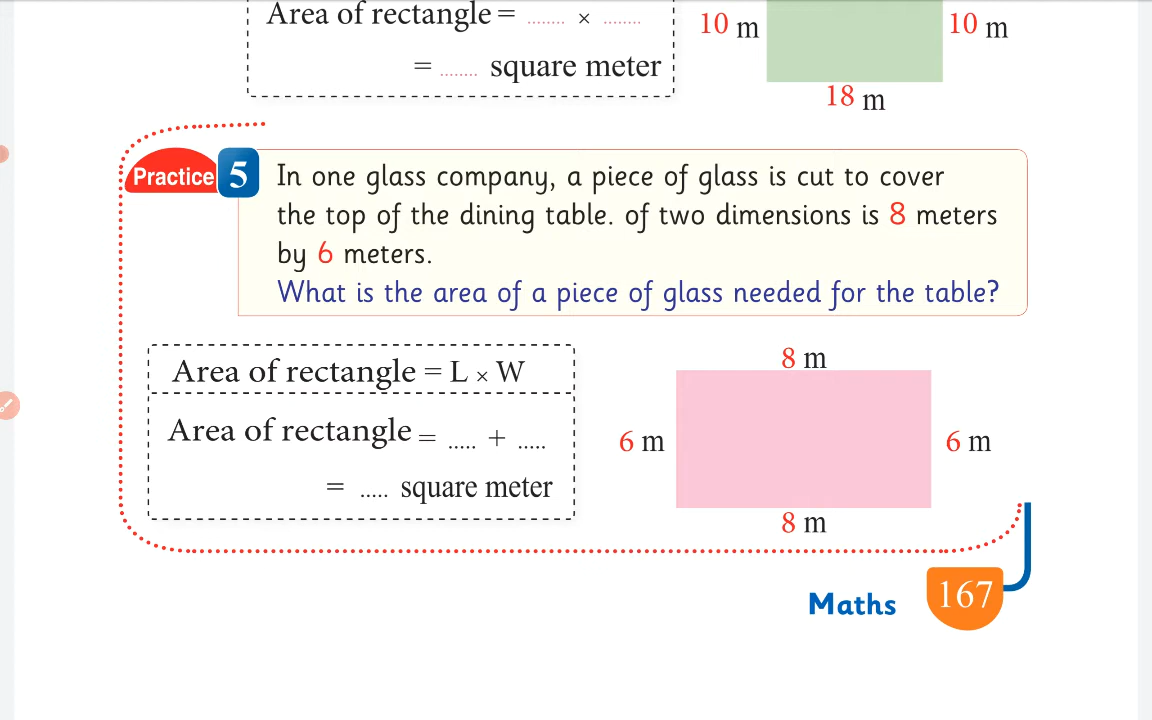 Area of rectangle = ........ × ........
= ........ square meter
10 m
10 m
18 m
Practice 5
In one glass company, a piece of glass is cut to cover
the top of the dining table. of two dimensions is 8 meters
by 6 meters.
What is the area of a piece of glass needed for the table?
Area of rectangle = L × W
Area of rectangle = ..... + .....
= ..... square meter
8 m
6 m
6 m
8 m
Maths 167